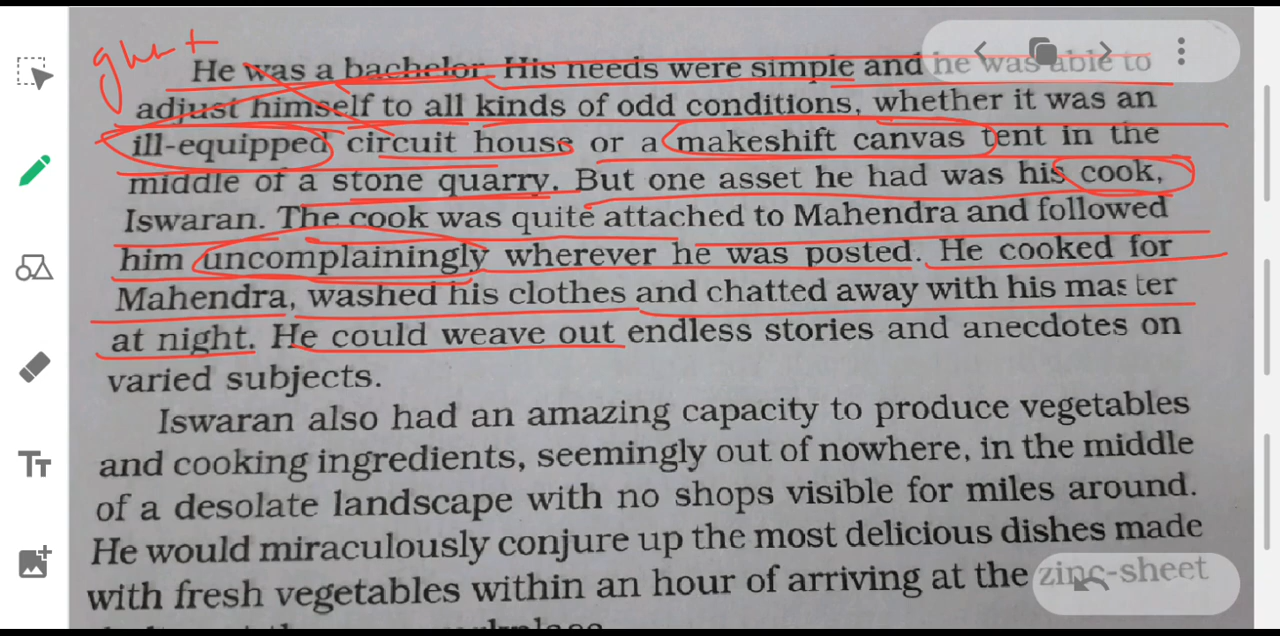 He was a bachelor. His needs were simple and he was able to
adjust himself to all kinds of odd conditions, whether it was an
ill-equipped circuit house or a makeshift canvas tent in the
middle of a stone quarry. But one asset he had was his cook,
Iswaran. The cook was quite attached to Mahendra and followed
him uncomplainingly wherever he was posted. He cooked for
Mahendra, washed his clothes and chatted away with his master
at night. He could weave out endless stories and anecdotes on
varied subjects.
Iswaran also had an amazing capacity to produce vegetables
and cooking ingredients, seemingly out of nowhere, in the middle
of a desolate landscape with no shops visible for miles around.
He would miraculously conjure up the most delicious dishes made
with fresh vegetables within an hour of arriving at the zinc-sheet